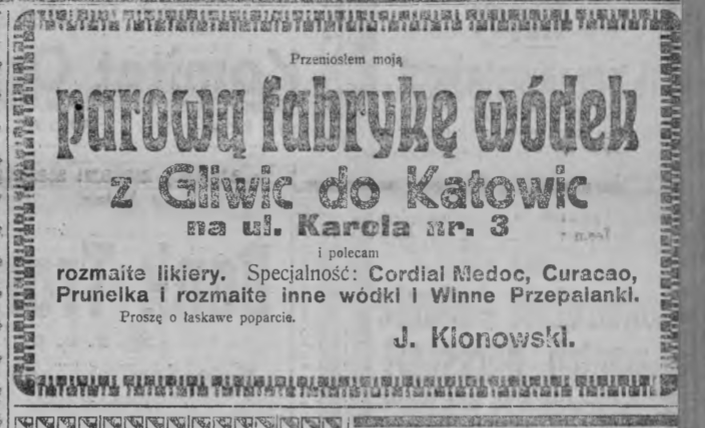 Przeniosłem moją
parową fabrykę wódek
z Gliwic do Katowic
na ul. Karola nr. 3
i polecam
rozmaite likiery. Specjalność: Cordial Medoc, Curacao,
Prunelka i rozmaite inne wódki i Winne Przepalanki.
Proszę o łaskawe poparcie.
J. Klonowski.